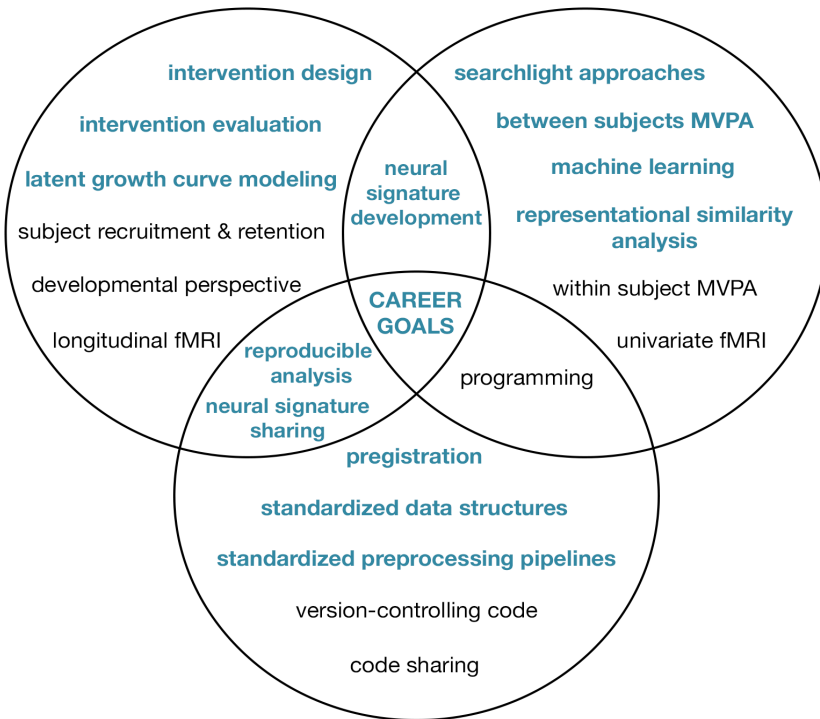 intervention design
intervention evaluation
latent growth curve modeling
subject recruitment & retention
developmental perspective
longitudinal fMRI
searchlight approaches
between subjects MVPA
machine learning
representational similarity
analysis
within subject MVPA
univariate fMRI
neural
signature
development
CAREER
GOALS
reproducible
analysis
neural signature
sharing
programming
pregistration
standardized data structures
standardized preprocessing pipelines
version-controlling code
code sharing